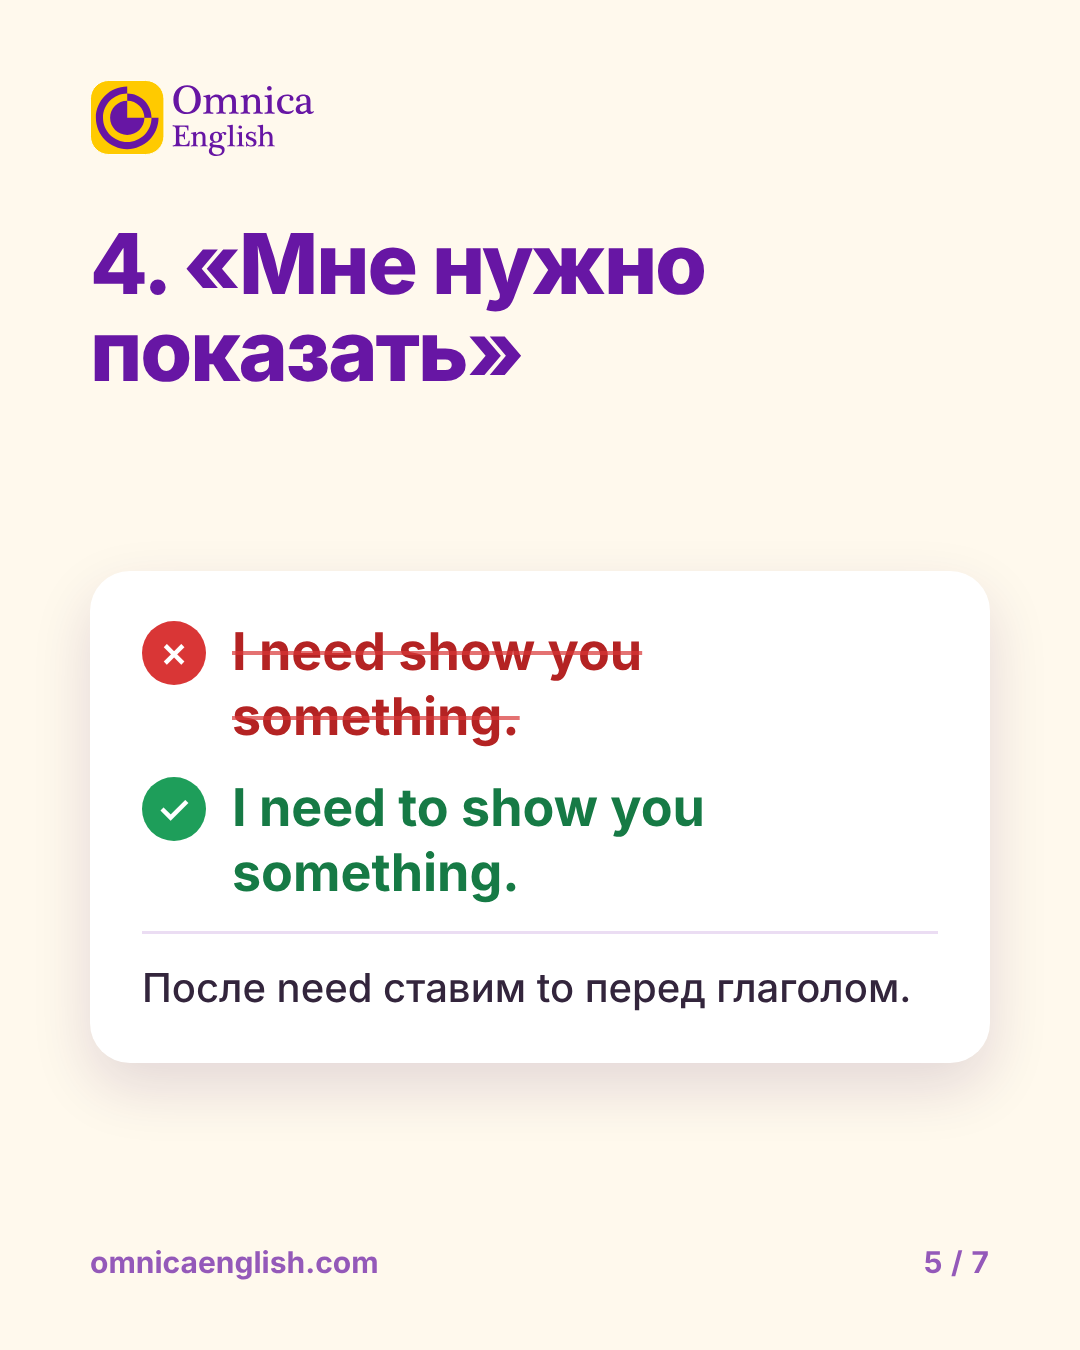 Omnica
English
4. «Мне нужно
показать»
I need show you
something.
I need to show you
something.
После need ставим to перед глаголом.
omnicaenglish.com
5 / 7